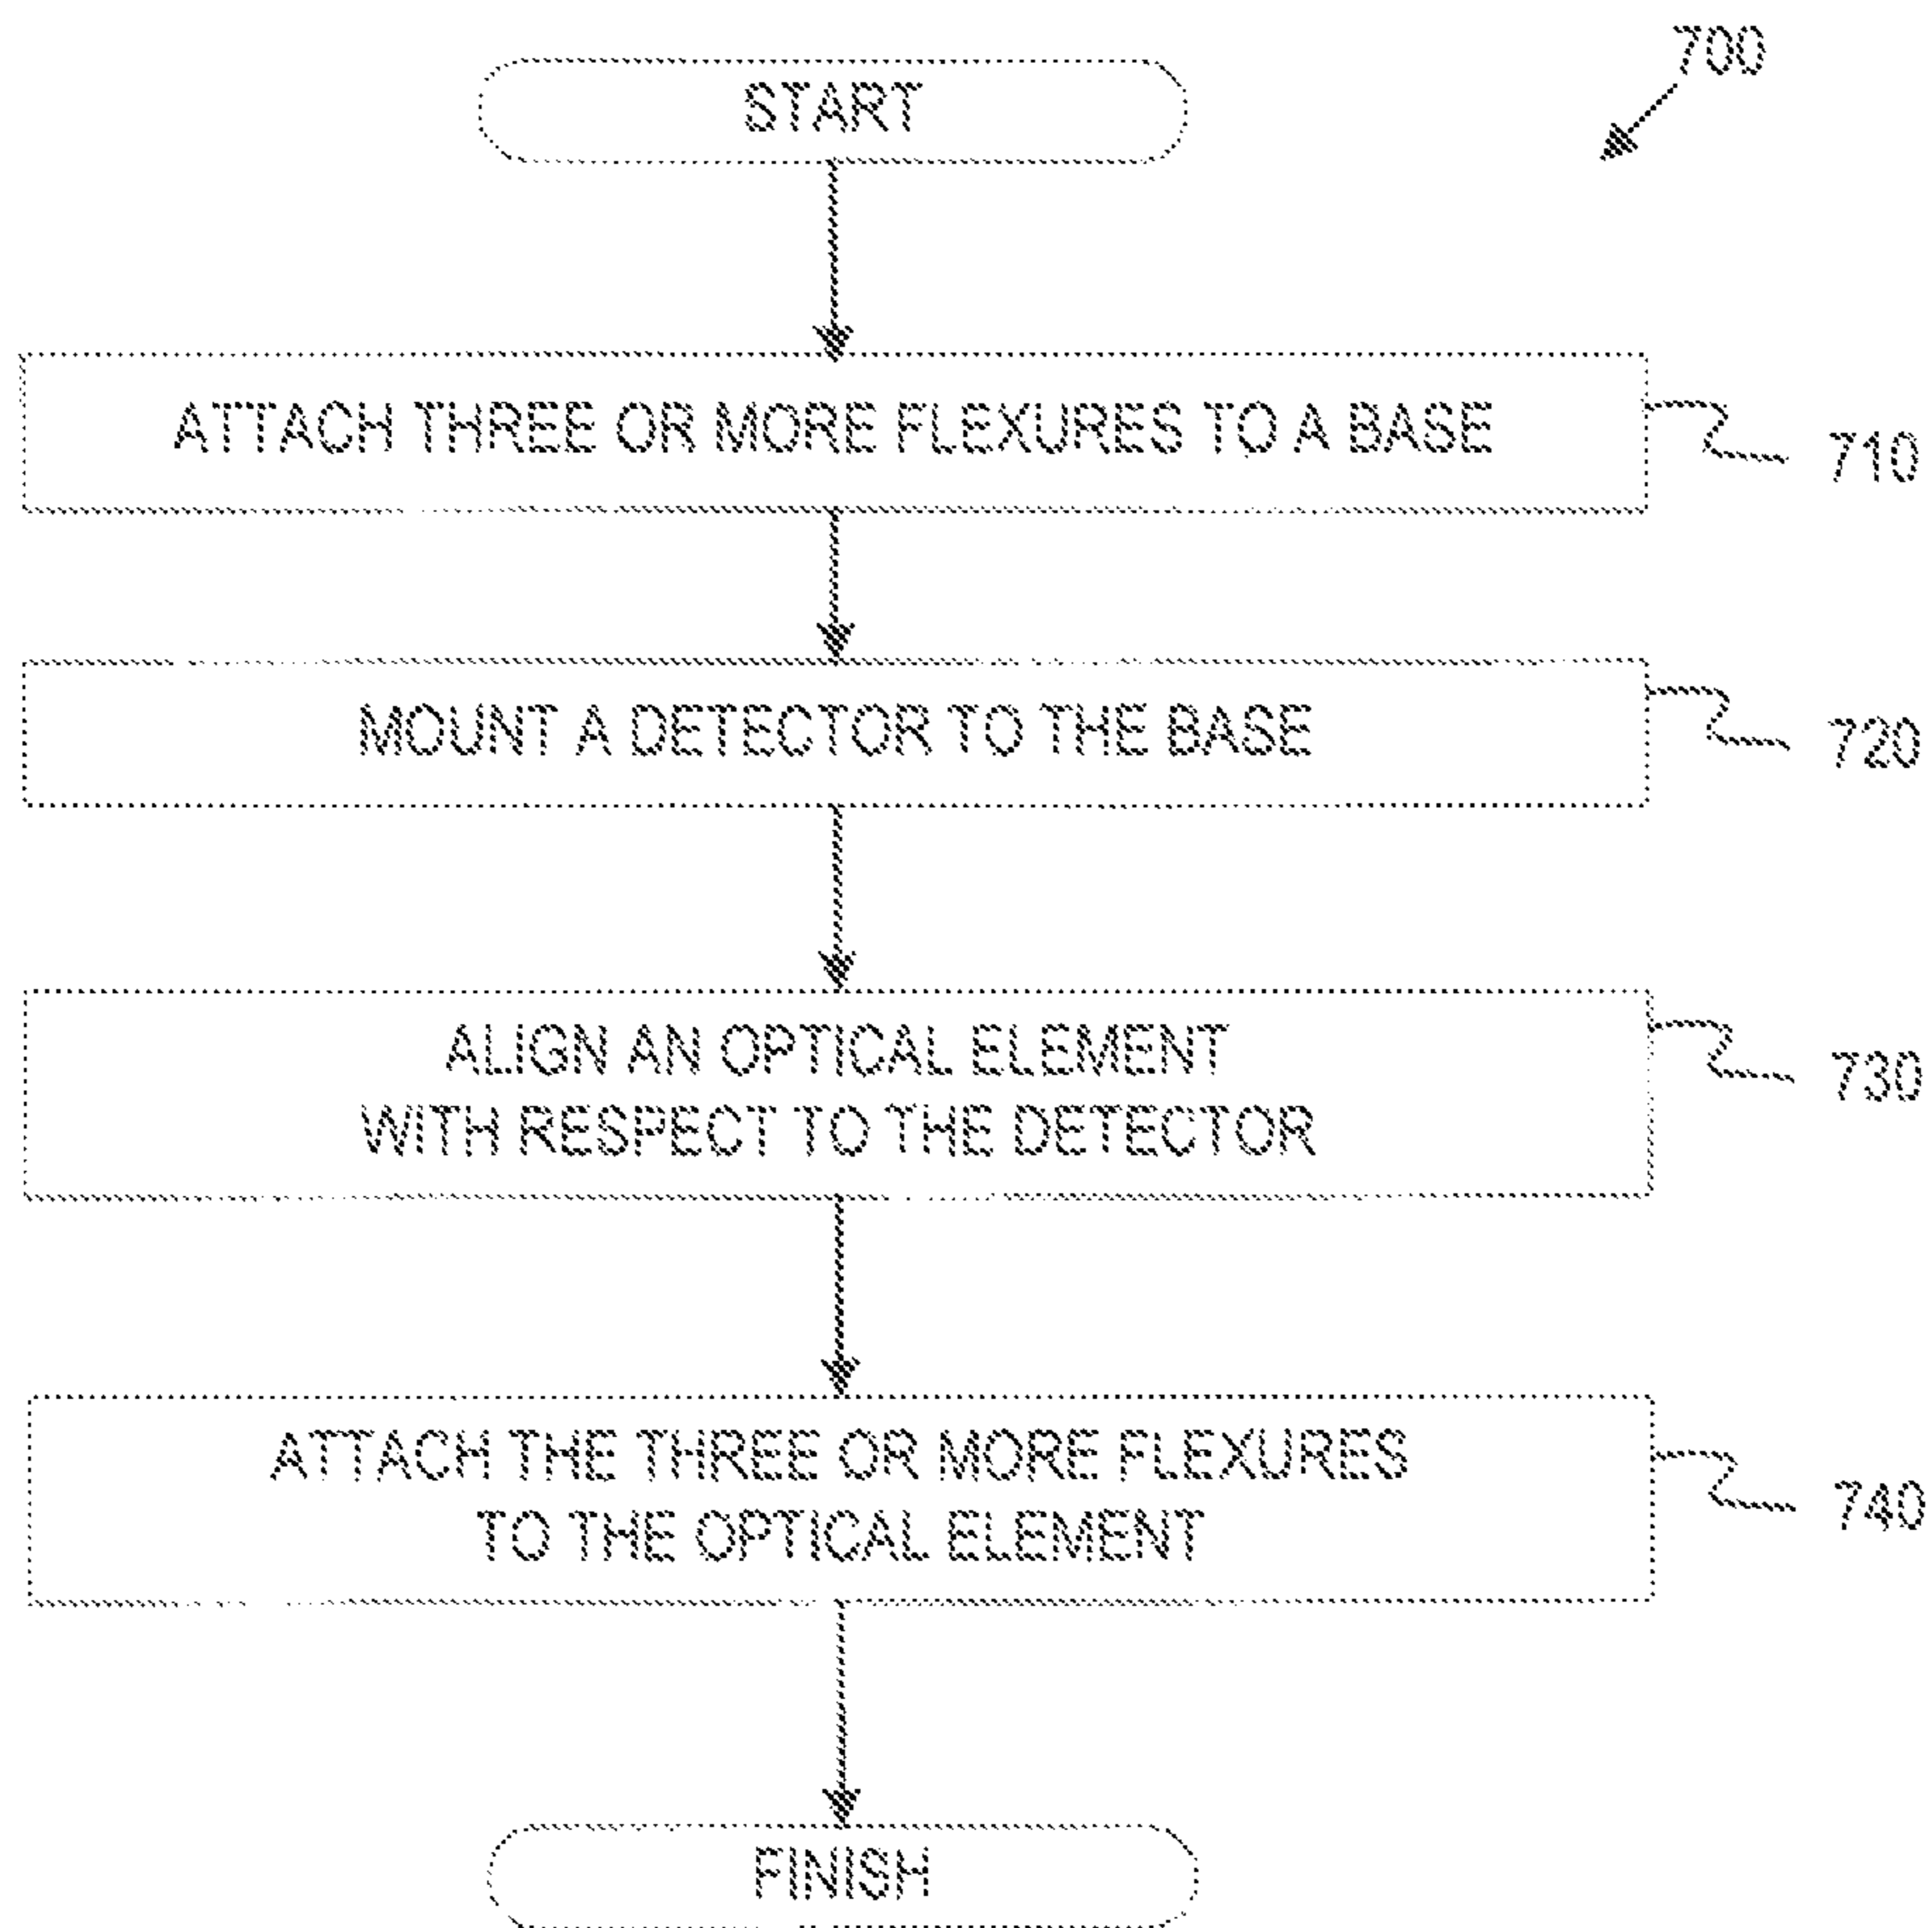 700
START
ATTACH THREE OR MORE FLEXURES TO A BASE
710
MOUNT A DETECTOR TO THE BASE
720
ALIGN AN OPTICAL ELEMENT
WITH RESPECT TO THE DETECTOR
730
ATTACH THE THREE OR MORE FLEXURES
TO THE OPTICAL ELEMENT
740
FINISH